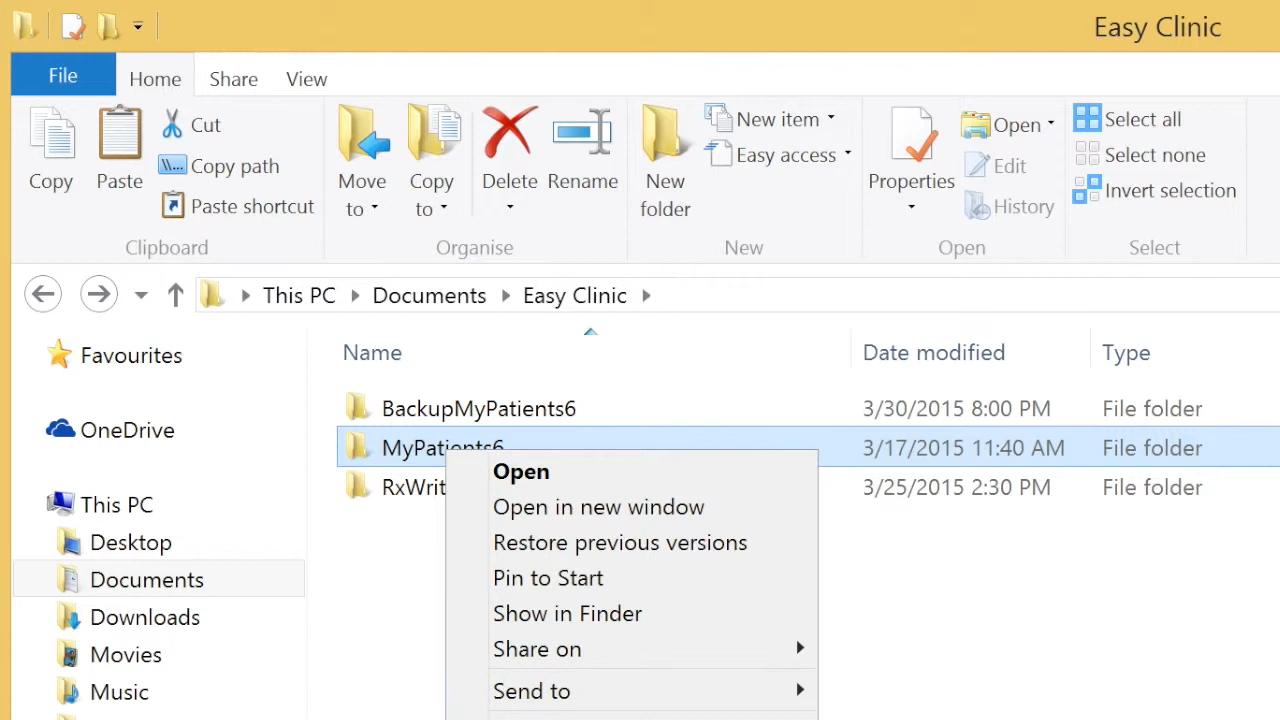 Easy Clinic
File Home Share View
Copy
Paste
Cut
Copy path
Paste shortcut
Clipboard
Move to
Copy to
Delete
Rename
Organise
New folder
New item
Easy access
New
Properties
Open
Edit
History
Open
Select all
Select none
Invert selection
Select
This PC Documents Easy Clinic
Favourites
OneDrive
This PC
Desktop
Documents
Downloads
Movies
Music
Name Date modified Type
BackupMyPatients6 3/30/2015 8:00 PM File folder
MyPatients6 3/17/2015 11:40 AM File folder
RxWrit 3/25/2015 2:30 PM File folder
Open
Open in new window
Restore previous versions
Pin to Start
Show in Finder
Share on
Send to